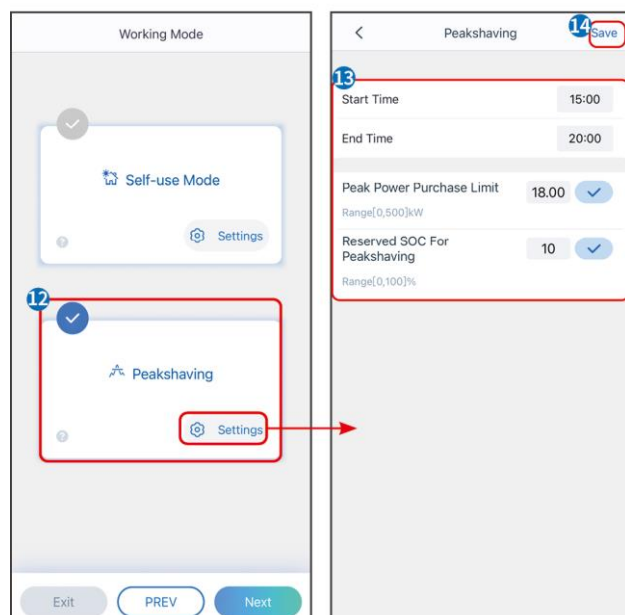 Working Mode
Self-use Mode
? Settings
12
Peakshaving
? Settings
Exit PREV Next
Peakshaving 14 Save
13
Start Time 15:00
End Time 20:00
Peak Power Purchase Limit 18.00
Range[0,500]kW
Reserved SOC For
Peakshaving 10
Range[0,100]%